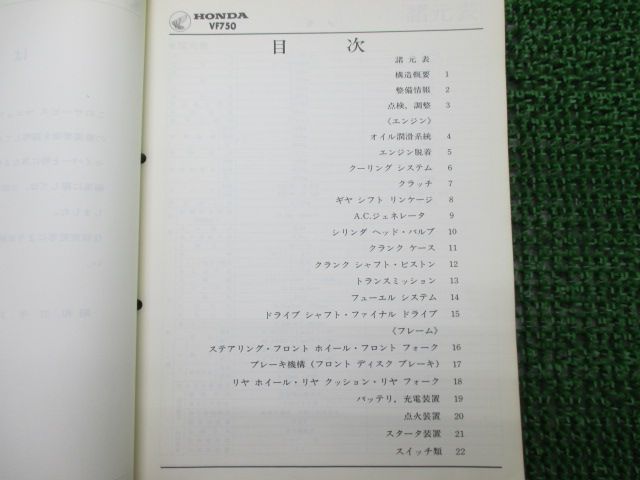 HONDA
VF750
目 次
諸元表
構造概要 1
整備情報 2
点検、調整 3
《エンジン》
オイル潤滑系統 4
エンジン脱着 5
クーリング システム 6
クラッチ 7
ギヤ シフト リンケージ 8
A.C.ジェネレータ 9
シリンダ ヘッド・バルブ 10
クランク ケース 11
クランク シャフト・ピストン 12
トランスミッション 13
フューエル システム 14
ドライブ シャフト・ファイナル ドライブ 15
《フレーム》
ステアリング・フロント ホイール・フロント フォーク 16
ブレーキ機構 (フロント ディスク ブレーキ) 17
リヤ ホイール・リヤ クッション・リヤ フォーク 18
バッテリ、充電装置 19
点火装置 20
スタータ装置 21
スイッチ類 22